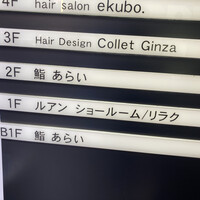 4F hair salon ekubo.
3F Hair Design Collet Ginza
2F 鮨 あらい
1F ルアン ショールーム/リラク
B1F 鮨 あらい